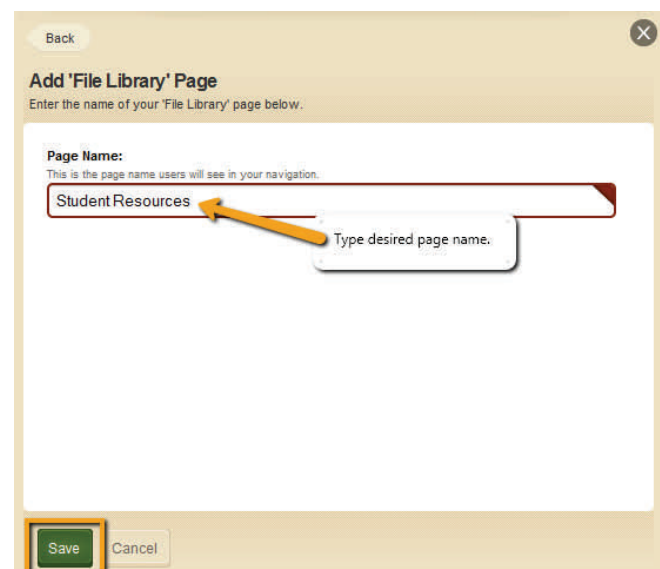 Back
Add 'File Library' Page
Enter the name of your 'File Library' page below.
Page Name:
This is the page name users will see in your navigation.
Student Resources
Type desired page name.
Save
Cancel